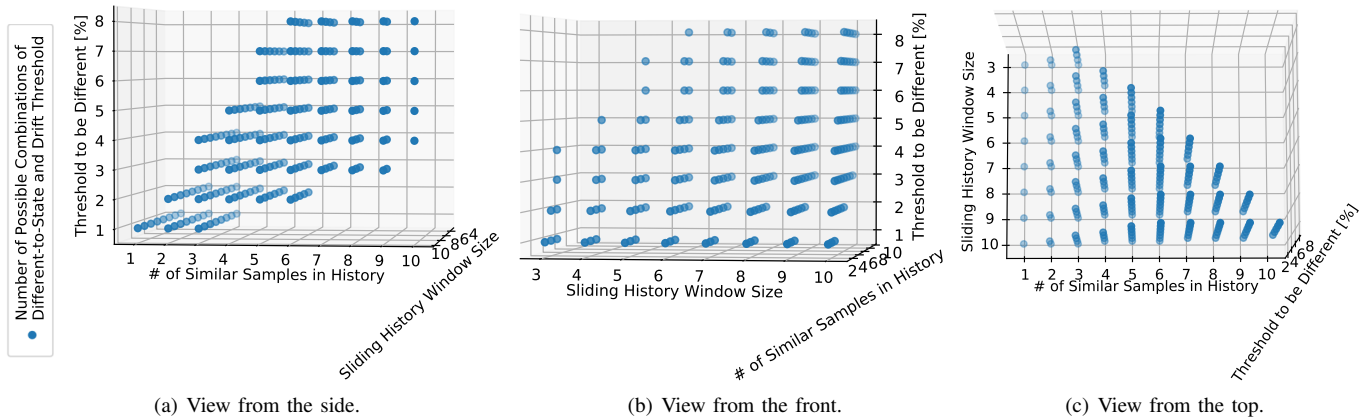 Number of Possible Combinations of
Different-to-State and Drift Threshold
Threshold to be Different [%]
8
7
6
5
4
3
2
1
1 2 3 4 5 6 7 8 9 10
# of Similar Samples in History
10 8 6 4
Sliding History Window Size
(a) View from the side.
8
7
6
5
4
3
2
1
Threshold to be Different [%]
3 4 5 6 7 8 9 10
Sliding History Window Size
2 4 6 8 10
# of Similar Samples in History
(b) View from the front.
Sliding History Window Size
3
4
5
6
7
8
9
10
1 2 3 4 5 6 7 8 9 10
# of Similar Samples in History
2 4 6 8
Threshold to be Different [%]
(c) View from the top.